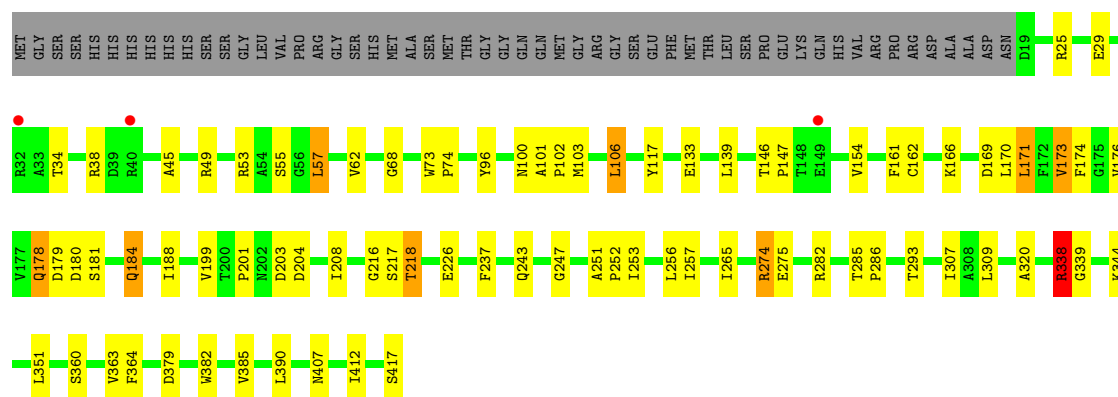 MET GLY SER SER HIS HIS HIS HIS HIS HIS SER SER GLY LEU VAL PRO ARG GLY SER HIS MET ALA SER MET THR GLY GLY GLN GLN MET GLY ARG GLY SER GLU PHE MET THR LEU SER PRO GLU LYS GLN HIS VAL ARG PRO ARG ASP ALA ALA ASP ASN D19 R25 E29
R32 A33 T34 R38 D39 R40 A45 R49 R53 A54 S55 G56 L57 V62 G68 W73 P74 Y96 N100 A101 P102 M103 L106 Y117 E133 L139 T146 P147 T148 E149 V154 F161 C162 K166 D169 L170 L171 F172 V173 F174 G175 V176
V177 Q178 D179 D180 S181 Q184 I188 V199 T200 P201 N202 D203 D204 I208 G216 S217 T218 E226 F237 Q243 G247 A251 P252 I253 L256 I257 I265 R274 E275 R282 T285 P286 T293 I307 A308 L309 A320 R338 G339 K344
L351 S360 V363 F364 D379 W382 V385 L390 N407 I412 S417